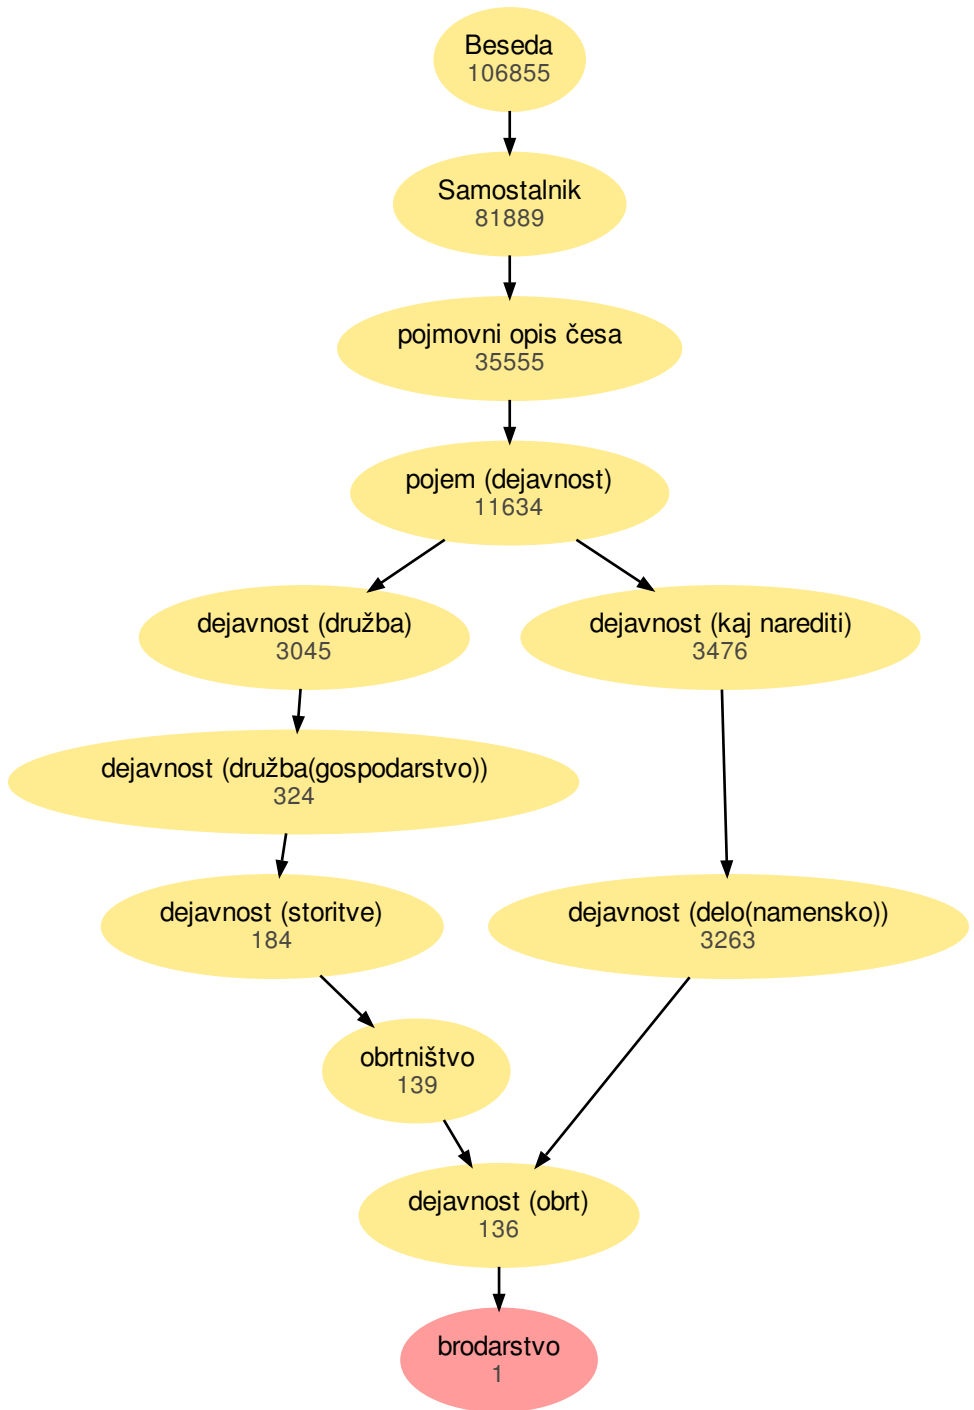 Beseda
106855
Samostalnik
81889
pojmovni opis česa
35555
pojem (dejavnost)
11634
dejavnost (družba)
3045
dejavnost (kaj narediti)
3476
dejavnost (družba(gospodarstvo))
324
dejavnost (storitve)
184
dejavnost (delo(namensko))
3263
obrtništvo
139
dejavnost (obrt)
136
brodarstvo
1